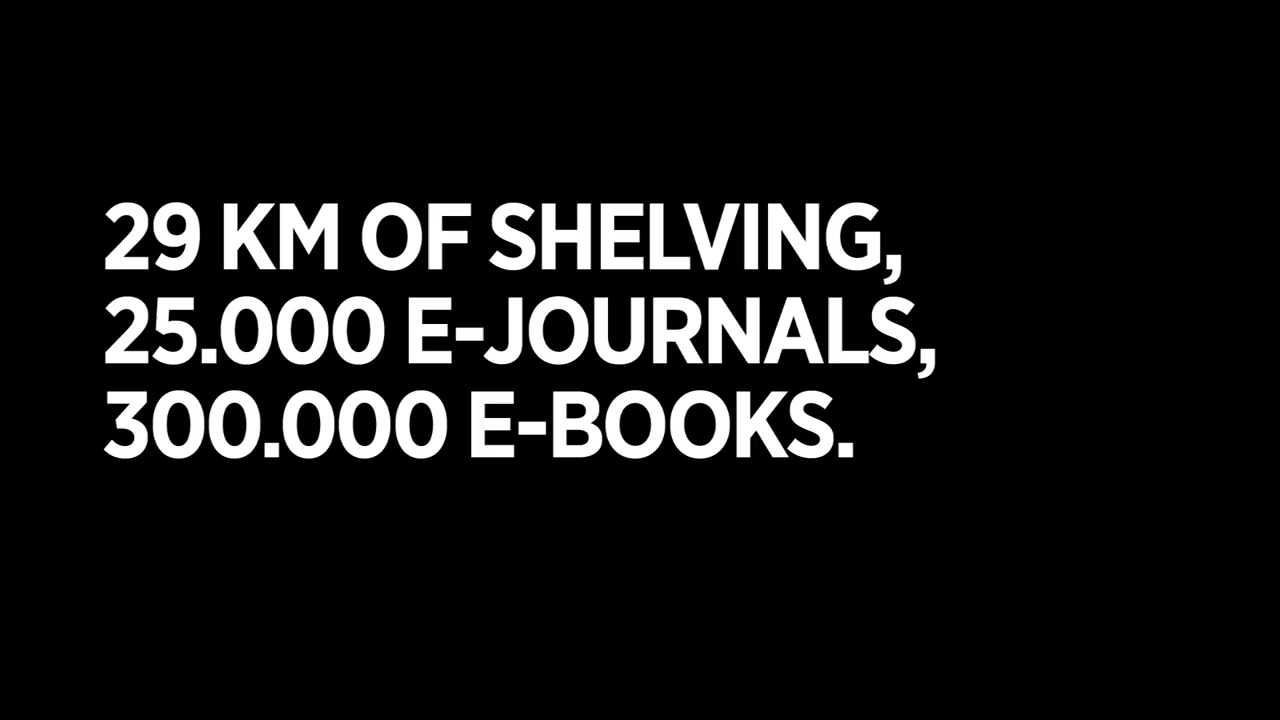 29 KM OF SHELVING,
25.000 E-JOURNALS,
300.000 E-BOOKS.